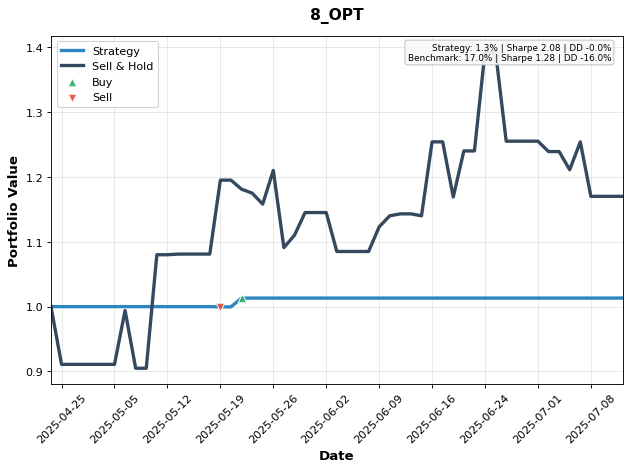 8_OPT
Strategy
Sell & Hold
Buy
Sell
Strategy: 1.3% | Sharpe 2.08 | DD -0.0%
Benchmark: 17.0% | Sharpe 1.28 | DD -16.0%
Portfolio Value
1.4
1.3
1.2
1.1
1.0
0.9
2025-04-25
2025-05-05
2025-05-12
2025-05-19
2025-05-26
2025-06-02
2025-06-09
2025-06-16
2025-06-24
2025-07-01
2025-07-08
Date